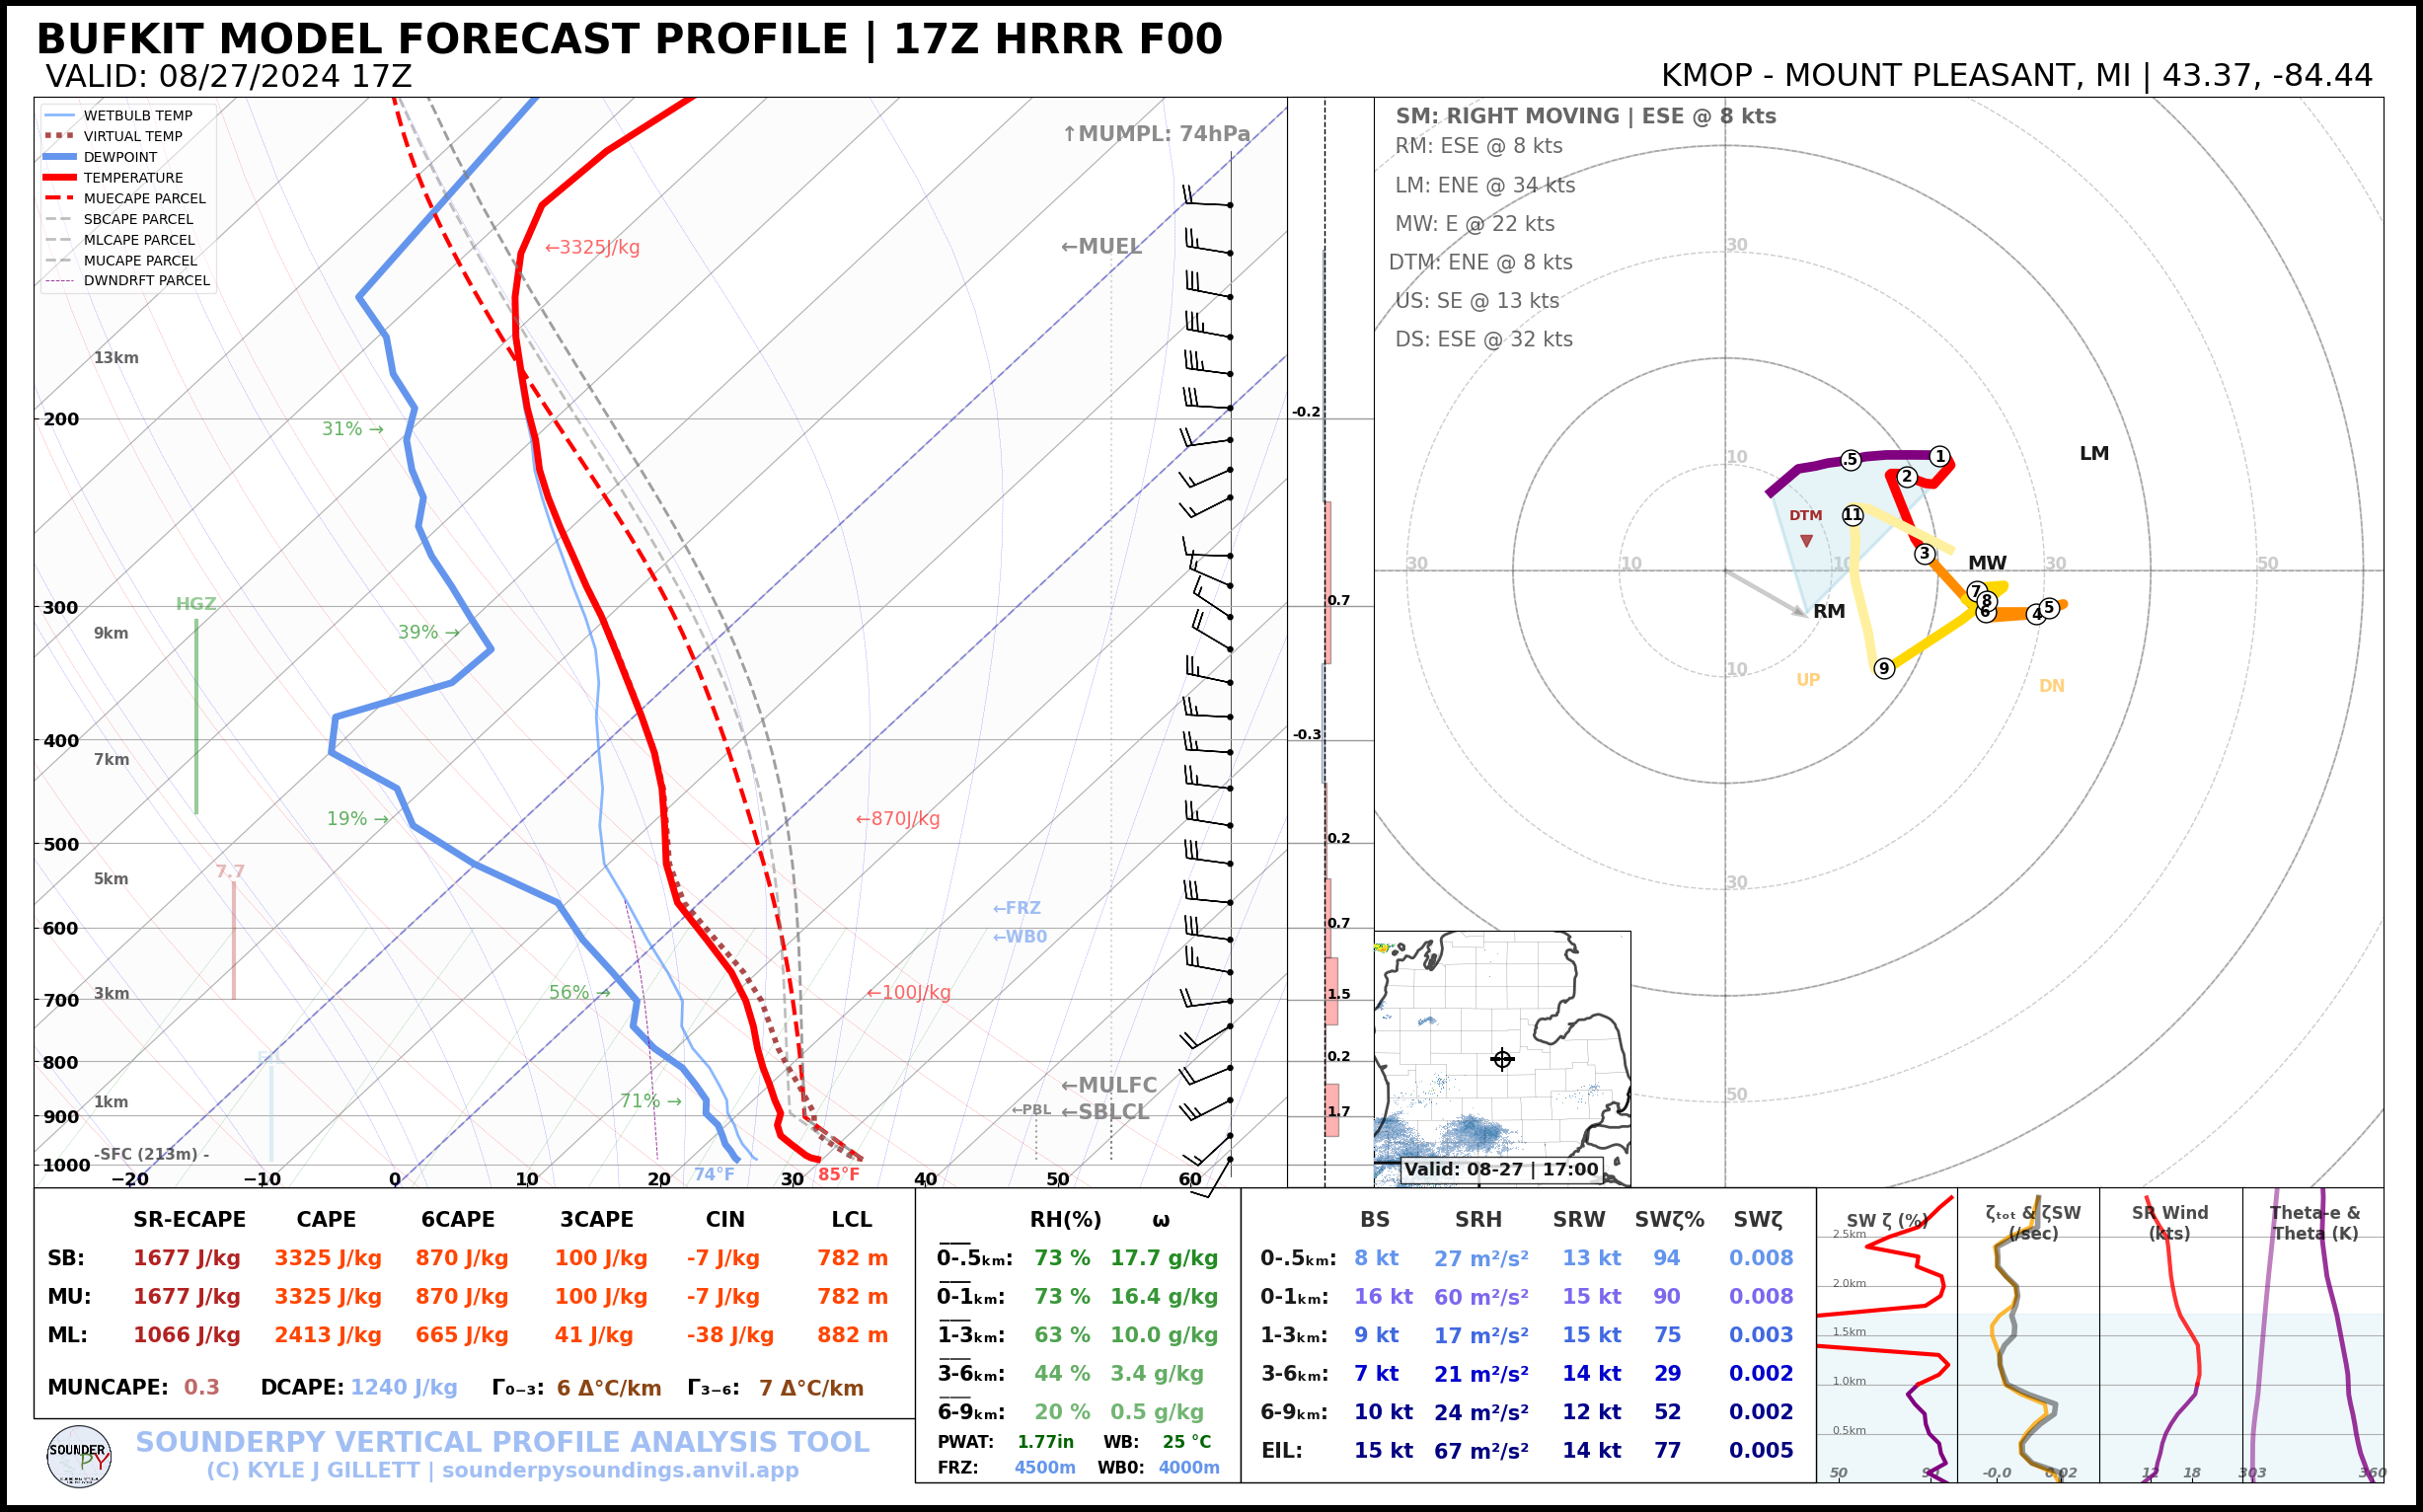 BUFKIT MODEL FORECAST PROFILE | 17Z HRRR F00
VALID: 08/27/2024 17Z
KMOP - MOUNT PLEASANT, MI | 43.37, -84.44
WETBULB TEMP
VIRTUAL TEMP
DEWPOINT
TEMPERATURE
MUECAPE PARCEL
SBCAPE PARCEL
MLCAPE PARCEL
MUCAPE PARCEL
DWNDRFT PARCEL
↑MUMPL: 74hPa
←3325J/kg
←MUEL
13km
200
31% →
HGZ
300
9km
39% →
400
7km
19% →
←870J/kg
500
7.7
5km
←FRZ
600
←WB0
700
3km
56% →
←100J/kg
800
←MULFC
1km
71% →
←PBL
←SBLCL
900
-SFC (213m) -
1000
−20 −10 0 10 20 30 40 50 60
74°F
85°F
-0.2
0.7
-0.3
0.2
0.7
1.5
0.2
1.7
SM: RIGHT MOVING | ESE @ 8 kts
RM: ESE @ 8 kts
LM: ENE @ 34 kts
MW: E @ 22 kts
DTM: ENE @ 8 kts
US: SE @ 13 kts
DS: ESE @ 32 kts
30
10
.5
1
2
LM
11
DTM
3
30 10 10 30 50
MW
7
8
6
4
5
RM
9
10
UP
DN
30
50
Valid: 08-27 | 17:00
SR-ECAPE CAPE 6CAPE 3CAPE CIN LCL
SB: 1677 J/kg 3325 J/kg 870 J/kg 100 J/kg -7 J/kg 782 m
MU: 1677 J/kg 3325 J/kg 870 J/kg 100 J/kg -7 J/kg 782 m
ML: 1066 J/kg 2413 J/kg 665 J/kg 41 J/kg -38 J/kg 882 m
MUNCAPE: 0.3 DCAPE: 1240 J/kg Γ₀₋₃: 6 Δ°C/km Γ₃₋₆: 7 Δ°C/km
RH(%) ω
0-.5ₖₘ: 73 % 17.7 g/kg
0-1ₖₘ: 73 % 16.4 g/kg
1-3ₖₘ: 63 % 10.0 g/kg
3-6ₖₘ: 44 % 3.4 g/kg
6-9ₖₘ: 20 % 0.5 g/kg
PWAT: 1.77in WB: 25 °C
FRZ: 4500m WB0: 4000m
BS SRH SRW SWζ% SWζ
0-.5ₖₘ: 8 kt 27 m²/s² 13 kt 94 0.008
0-1ₖₘ: 16 kt 60 m²/s² 15 kt 90 0.008
1-3ₖₘ: 9 kt 17 m²/s² 15 kt 75 0.003
3-6ₖₘ: 7 kt 21 m²/s² 14 kt 29 0.002
6-9ₖₘ: 10 kt 24 m²/s² 12 kt 52 0.002
EIL: 15 kt 67 m²/s² 14 kt 77 0.005
SW ζ (%)
2.5km
2.0km
1.5km
1.0km
0.5km
50
ζₜₒₜ & ζSW
(/sec)
-0.0 0.02
SR Wind
(kts)
12 18
Theta-e &
Theta (K)
303 360
SOUNDER
PY
SOUNDERPY VERTICAL PROFILE ANALYSIS TOOL
(C) KYLE J GILLETT | sounderpysoundings.anvil.app